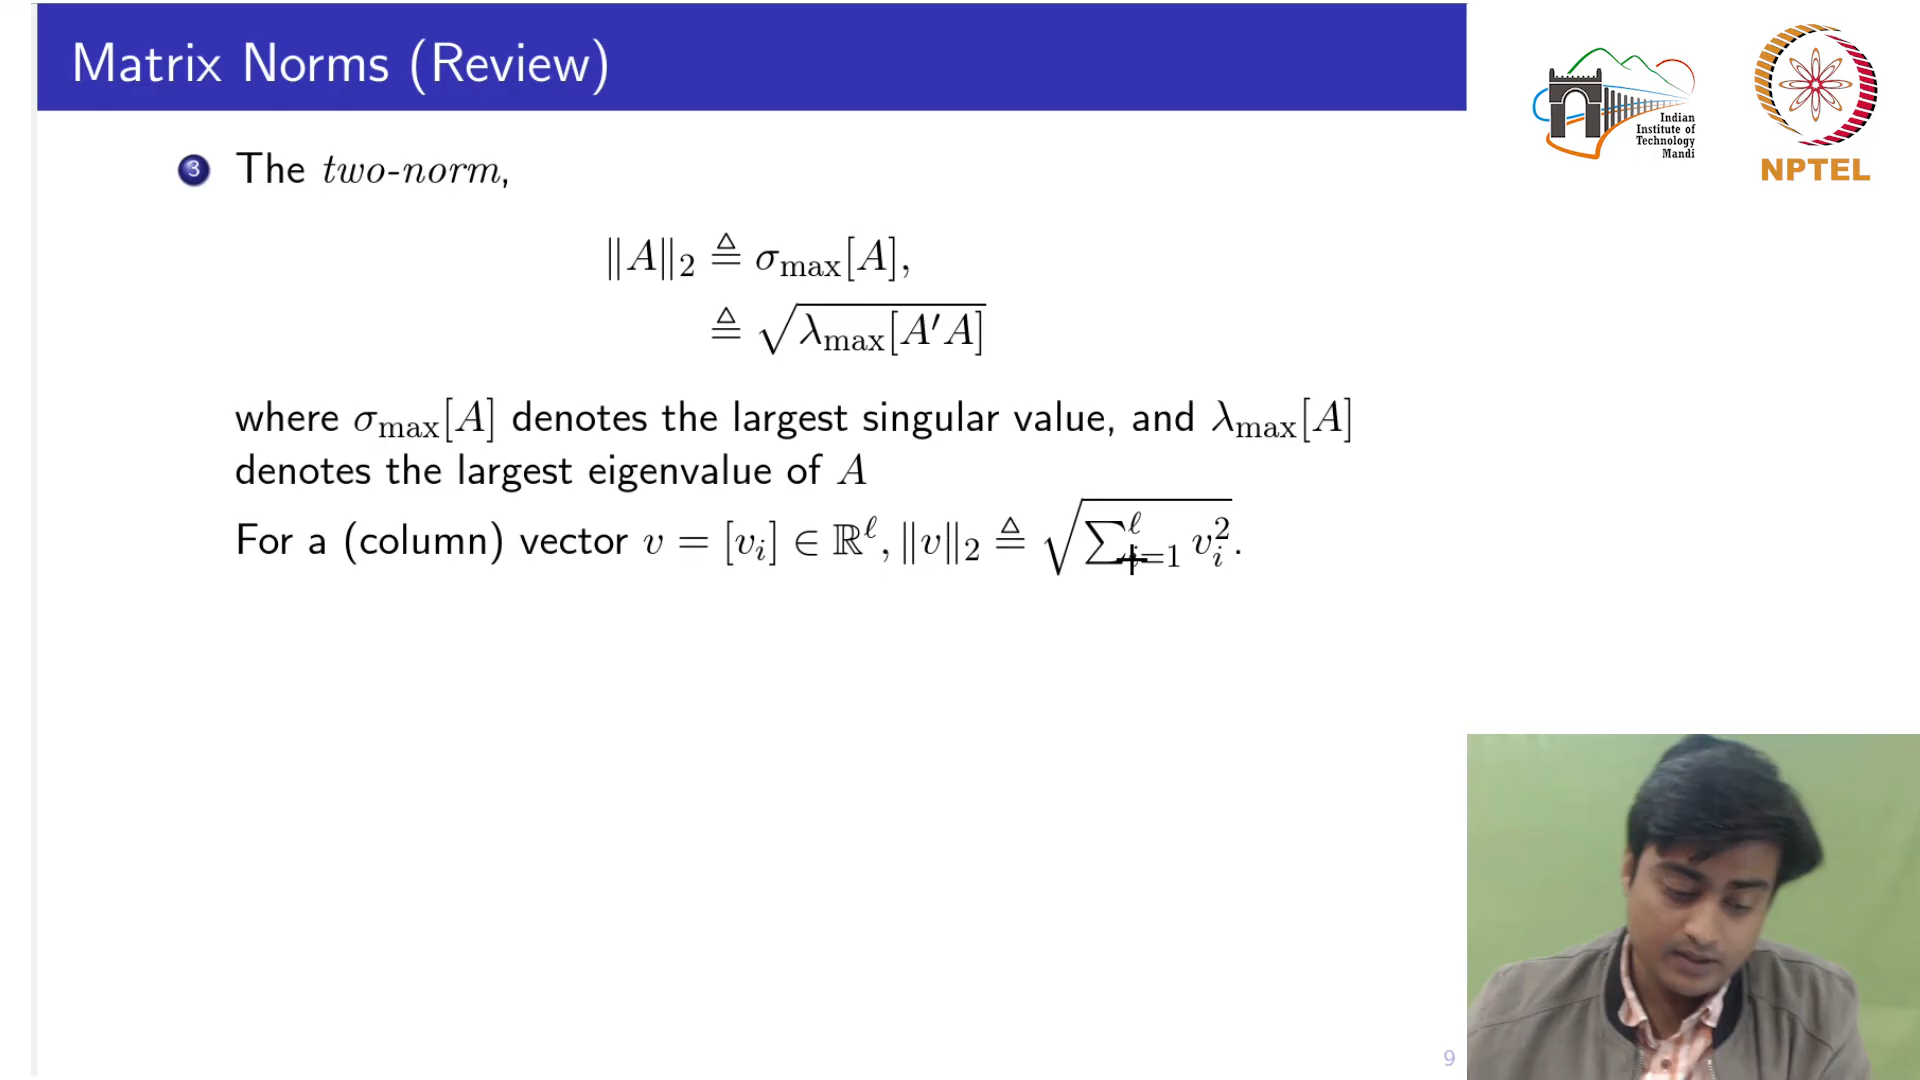 Matrix Norms (Review)
Indian
Institute of
Technology
Mandi
NPTEL
3 The two-norm,
‖A‖₂ ≜ σ_max[A],
≜ √(λ_max[A′A])
where σ_max[A] denotes the largest singular value, and λ_max[A]
denotes the largest eigenvalue of A
For a (column) vector v = [v_i] ∈ ℝ^ℓ, ‖v‖₂ ≜ √(∑_{i=1}^ℓ v_i²).
9